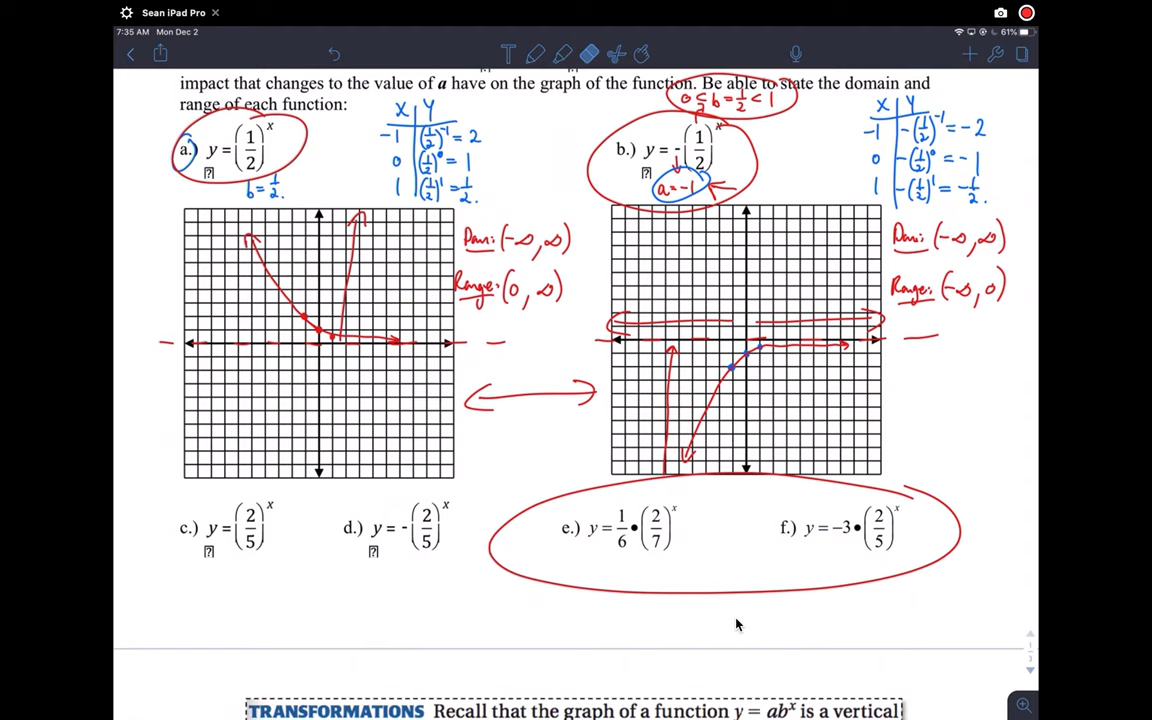 Sean iPad Pro
7:35 AM Mon Dec 2
61%
impact that changes to the value of a have on the graph of the function. Be able to state the domain and
range of each function:
0 < b = 1/2 < 1
a.) y = (1/2)^x
b = 1/2.
X | Y
-1 | (1/2)^-1 = 2
0 | (1/2)^0 = 1
1 | (1/2)^1 = 1/2.
b.) y = -(1/2)^x
a = -1
X | Y
-1 | -(1/2)^-1 = -2
0 | -(1/2)^0 = -1
1 | -(1/2)^1 = -1/2.
Dom: (-∞, ∞)
Range: (0, ∞)
Dom: (-∞, ∞)
Range: (-∞, 0)
c.) y = (2/5)^x
d.) y = -(2/5)^x
e.) y = 1/6 • (2/7)^x
f.) y = −3 • (2/5)^x
TRANSFORMATIONS Recall that the graph of a function y = ab^x is a vertical